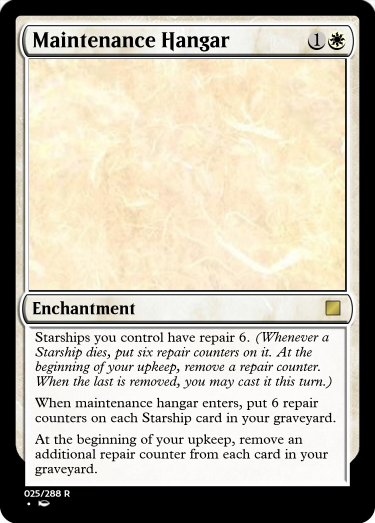 Maintenance Hangar 1
Enchantment
Starships you control have repair 6. (Whenever a
Starship dies, put six repair counters on it. At the
beginning of your upkeep, remove a repair counter.
When the last is removed, you may cast it this turn.)
When maintenance hangar enters, put 6 repair
counters on each Starship card in your graveyard.
At the beginning of your upkeep, remove an
additional repair counter from each card in your
graveyard.
025/288 R